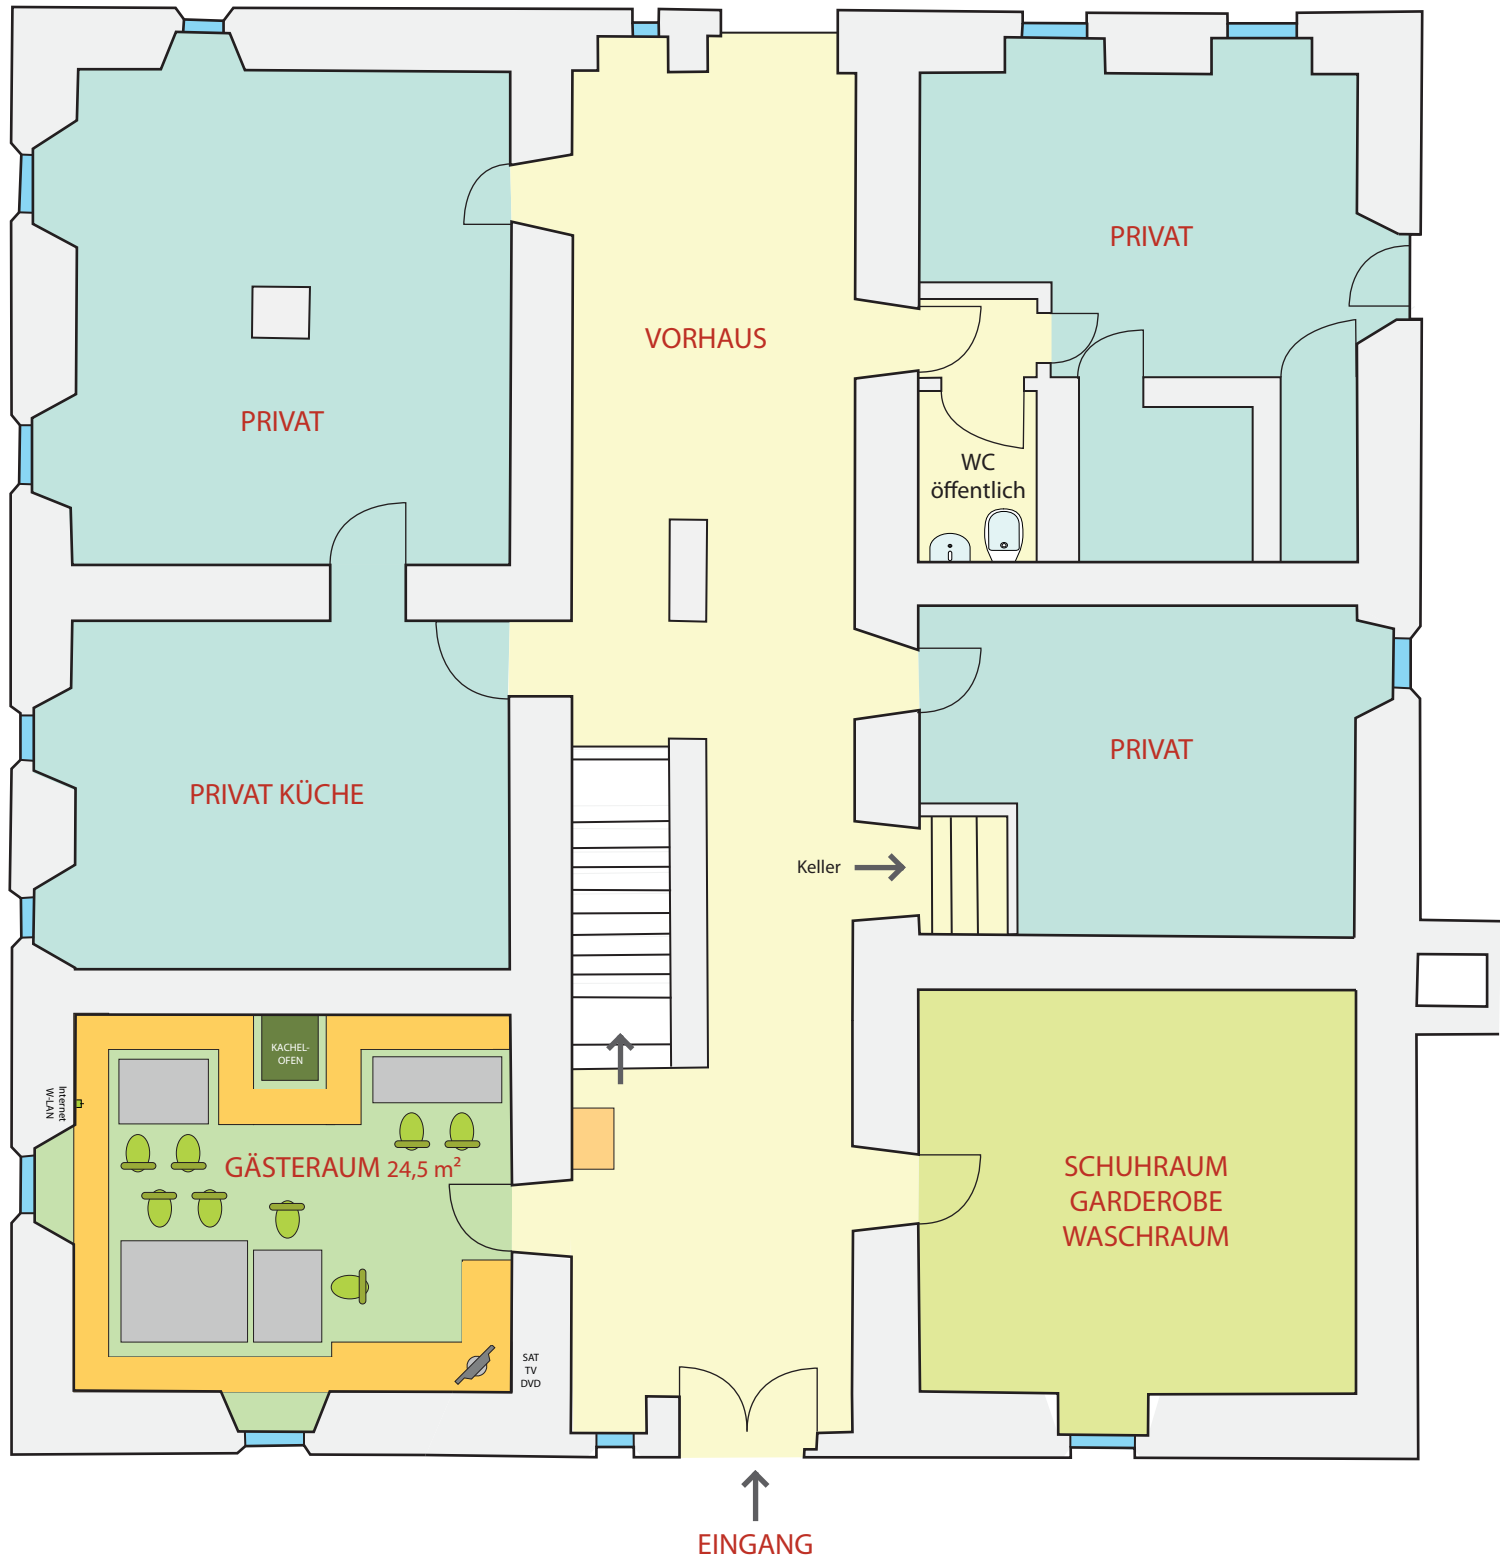 PRIVAT
VORHAUS
PRIVAT
WC
öffentlich
PRIVAT
PRIVAT KÜCHE
Keller
KACHEL-
OFEN
Internet
W-LAN
GÄSTERAUM 24,5 m²
SCHUHRAUM
GARDEROBE
WASCHRAUM
SAT
TV
DVD
EINGANG